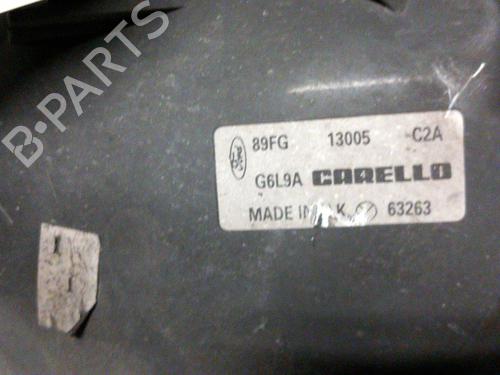 B-PARTS
89FG 13005 C2A
G6L9A CARELLO
MADE IN U.K. 63263